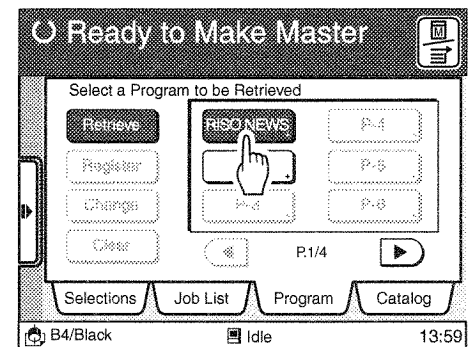 Ready to Make Master
M
Select a Program to be Retrieved
Retrieve
RISO NEWS
P-4
Register
P-5
Change
P-3
P-6
Clear
P.1/4
Selections
Job List
Program
Catalog
B4/Black
Idle
13:59